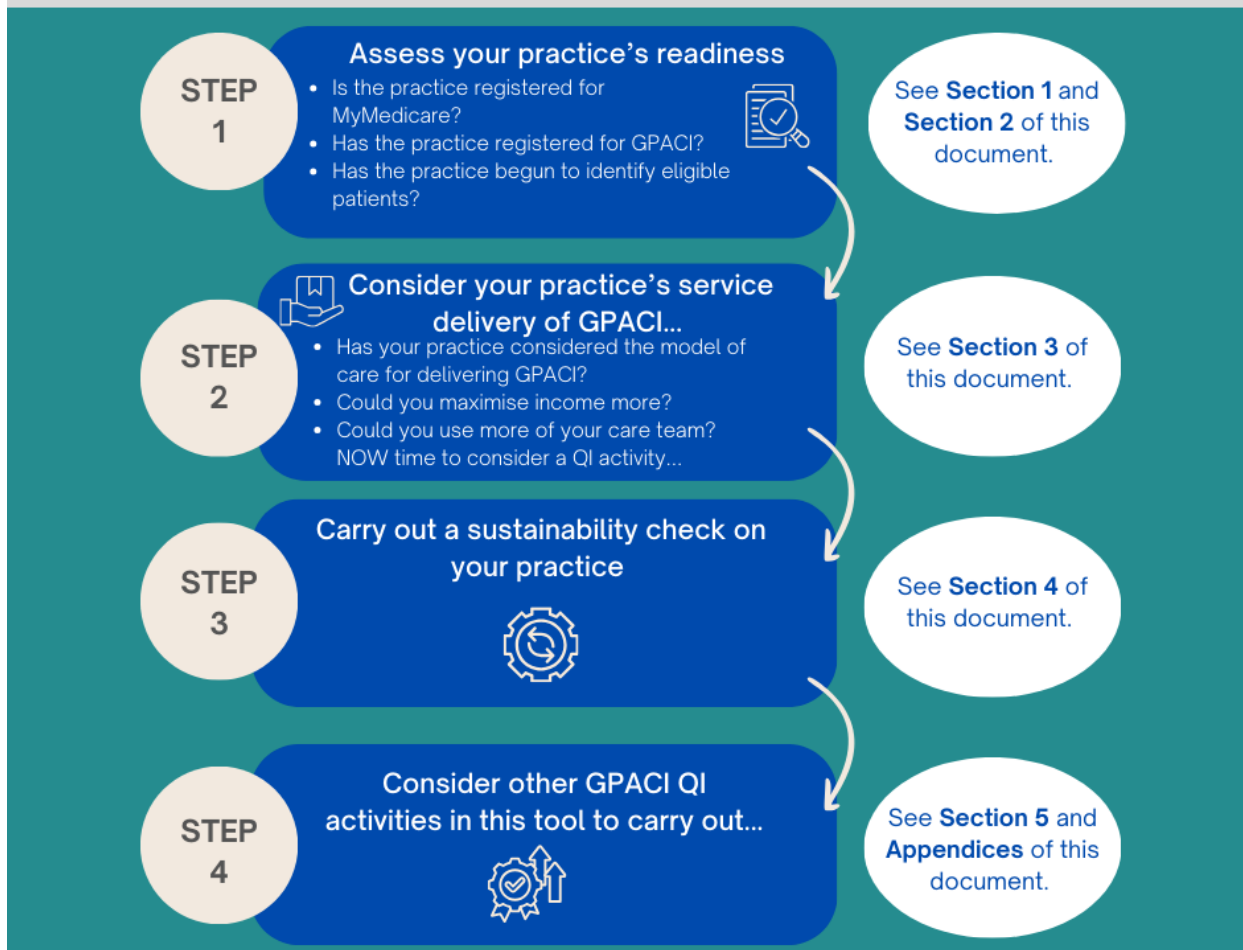 STEP
1
Assess your practice's readiness
• Is the practice registered for
MyMedicare?
• Has the practice registered for GPACI?
• Has the practice begun to identify eligible
patients?
See Section 1 and
Section 2 of this
document.
STEP
2
Consider your practice's service
delivery of GPACI...
• Has your practice considered the model of
care for delivering GPACI?
• Could you maximise income more?
• Could you use more of your care team?
NOW time to consider a QI activity...
See Section 3 of
this document.
STEP
3
Carry out a sustainability check on
your practice
See Section 4 of
this document.
STEP
4
Consider other GPACI QI
activities in this tool to carry out...
See Section 5 and
Appendices of this
document.